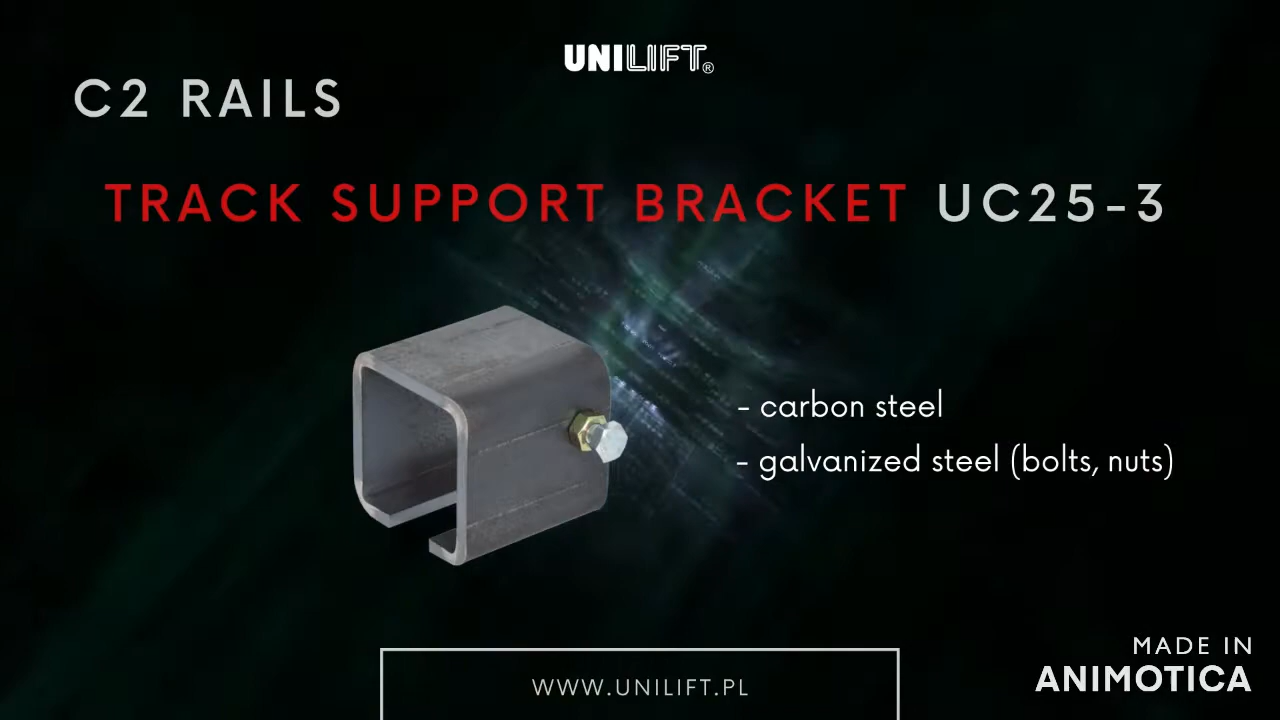 UNILIFT®
C2 RAILS
TRACK SUPPORT BRACKET UC25-3
- carbon steel
- galvanized steel (bolts, nuts)
MADE IN
ANIMOTICA
WWW.UNILIFT.PL